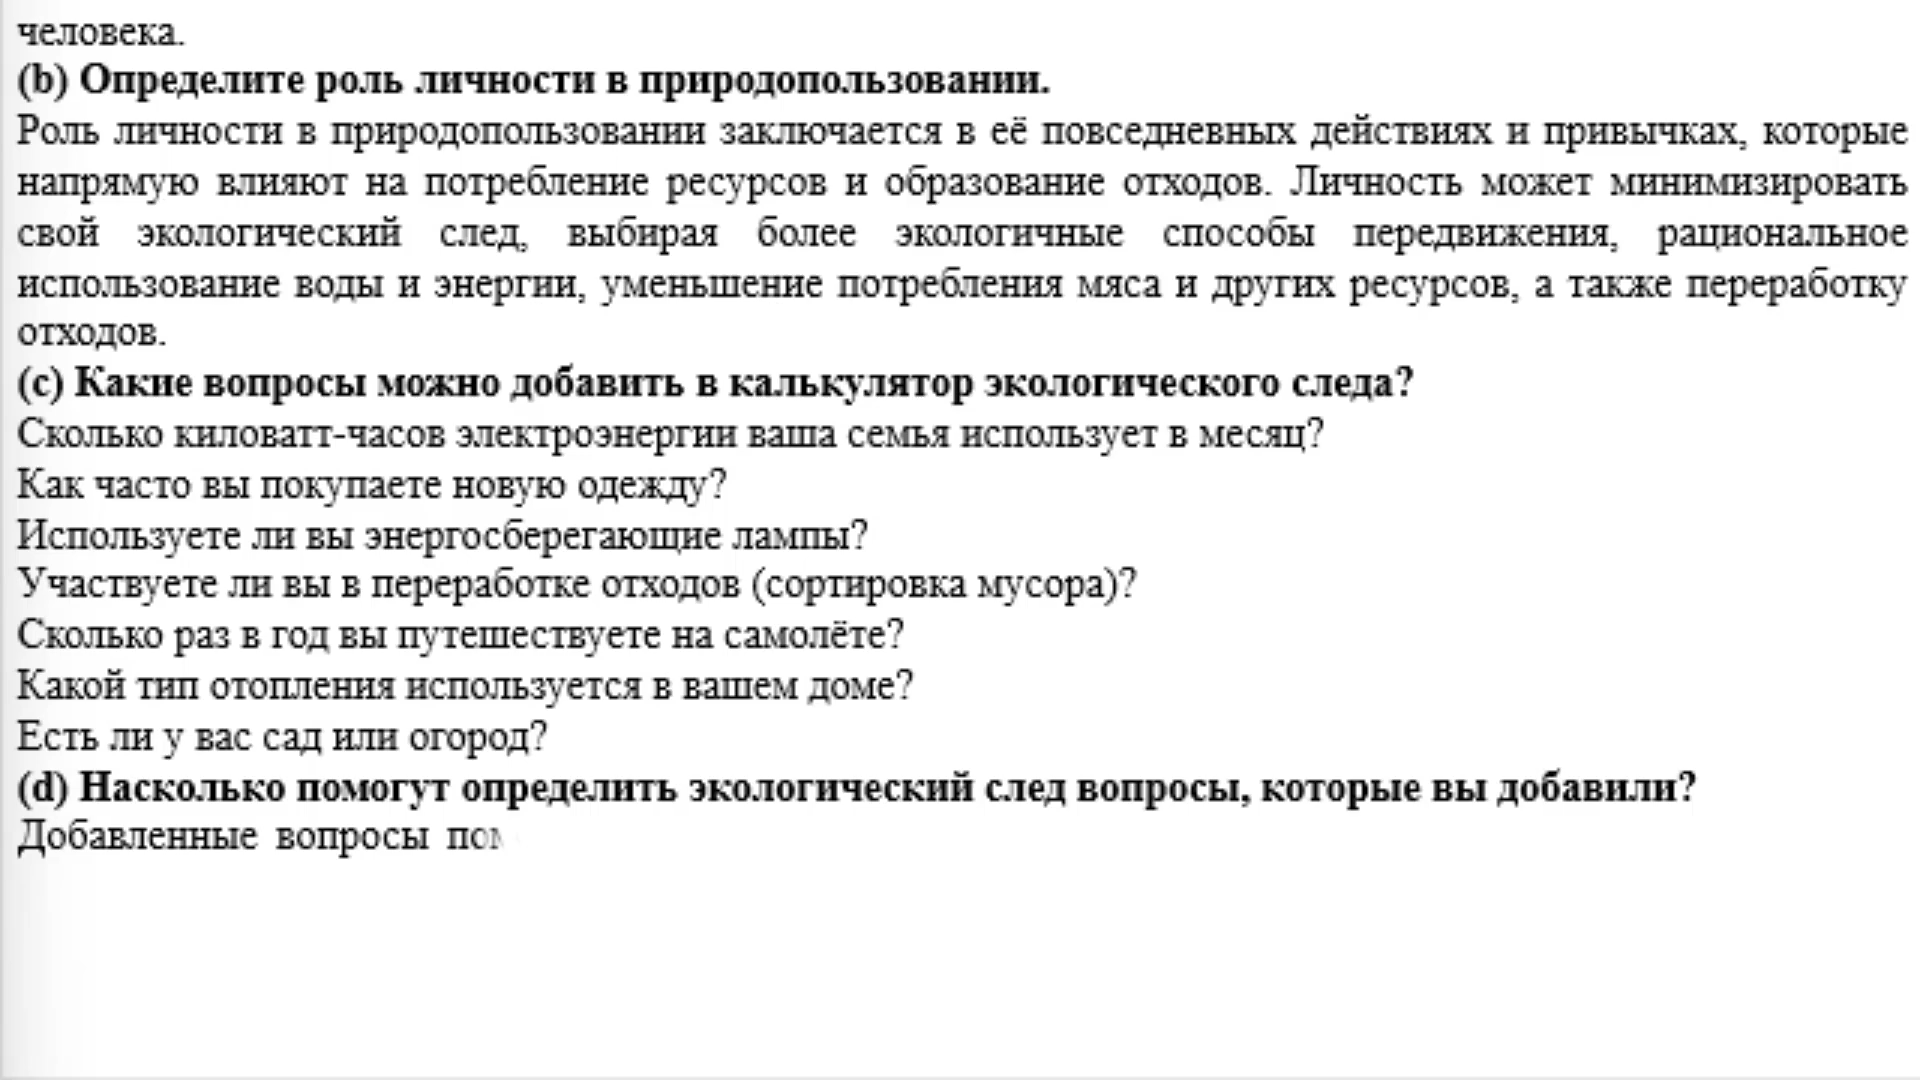 человека.
(b) Определите роль личности в природопользовании.
Роль личности в природопользовании заключается в её повседневных действиях и привычках, которые
напрямую влияют на потребление ресурсов и образование отходов. Личность может минимизировать
свой экологический след, выбирая более экологичные способы передвижения, рациональное
использование воды и энергии, уменьшение потребления мяса и других ресурсов, а также переработку
отходов.
(c) Какие вопросы можно добавить в калькулятор экологического следа?
Сколько киловатт-часов электроэнергии ваша семья использует в месяц?
Как часто вы покупаете новую одежду?
Используете ли вы энергосберегающие лампы?
Участвуете ли вы в переработке отходов (сортировка мусора)?
Сколько раз в год вы путешествуете на самолёте?
Какой тип отопления используется в вашем доме?
Есть ли у вас сад или огород?
(d) Насколько помогут определить экологический след вопросы, которые вы добавили?
Добавленные вопросы